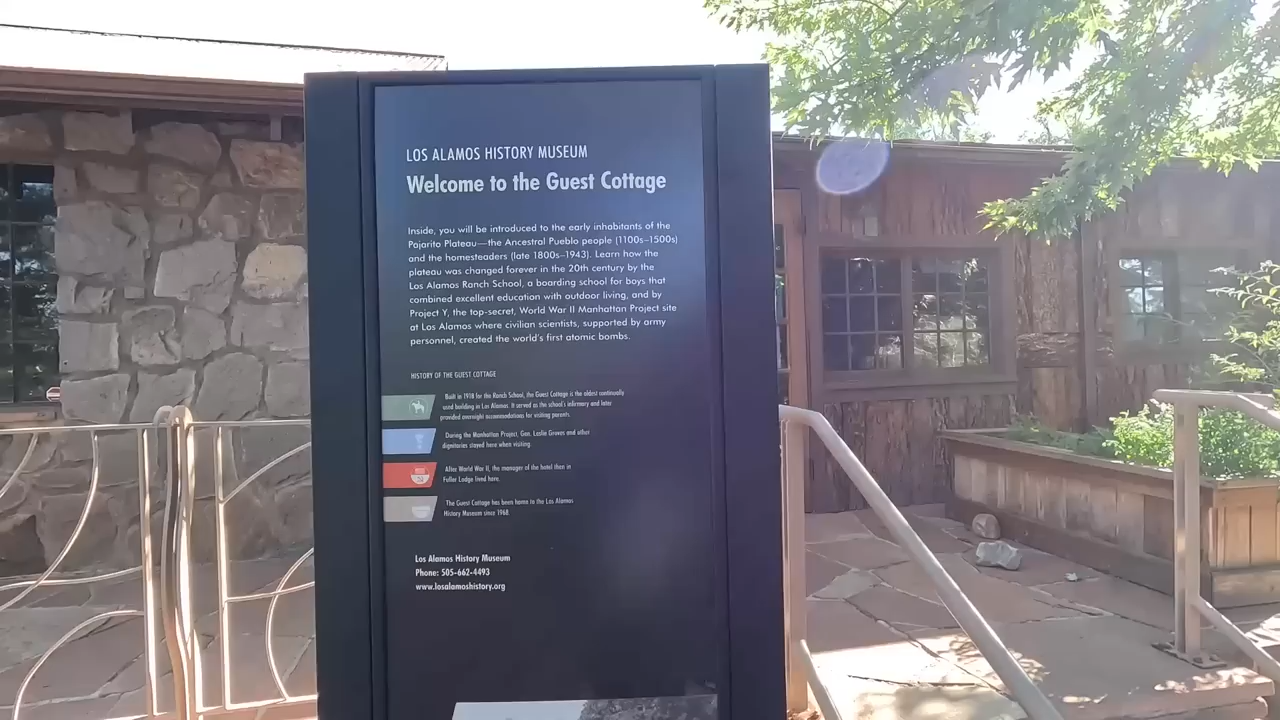 LOS ALAMOS HISTORY MUSEUM
Welcome to the Guest Cottage
Inside, you will be introduced to the early inhabitants of the
Pajarito Plateau—the Ancestral Pueblo people (1100s–1500s)
and the homesteaders (late 1800s–1943). Learn how the
plateau was changed forever in the 20th century by the
Los Alamos Ranch School, a boarding school for boys that
combined excellent education with outdoor living, and by
Project Y, the top-secret, World War II Manhattan Project site
at Los Alamos where civilian scientists, supported by army
personnel, created the world's first atomic bombs.
HISTORY OF THE GUEST COTTAGE
Built in 1918 for the Ranch School, the Guest Cottage is the oldest continually
used building in Los Alamos. It served as the school's infirmary and later
provided overnight accommodations for visiting parents.
During the Manhattan Project, Gen. Leslie Groves and other
dignitaries stayed here when visiting.
After World War II, the manager of the hotel then in
Fuller Lodge lived here.
The Guest Cottage has been home to the Los Alamos
History Museum since 1968.
Los Alamos History Museum
Phone: 505-662-4493
www.losalamoshistory.org